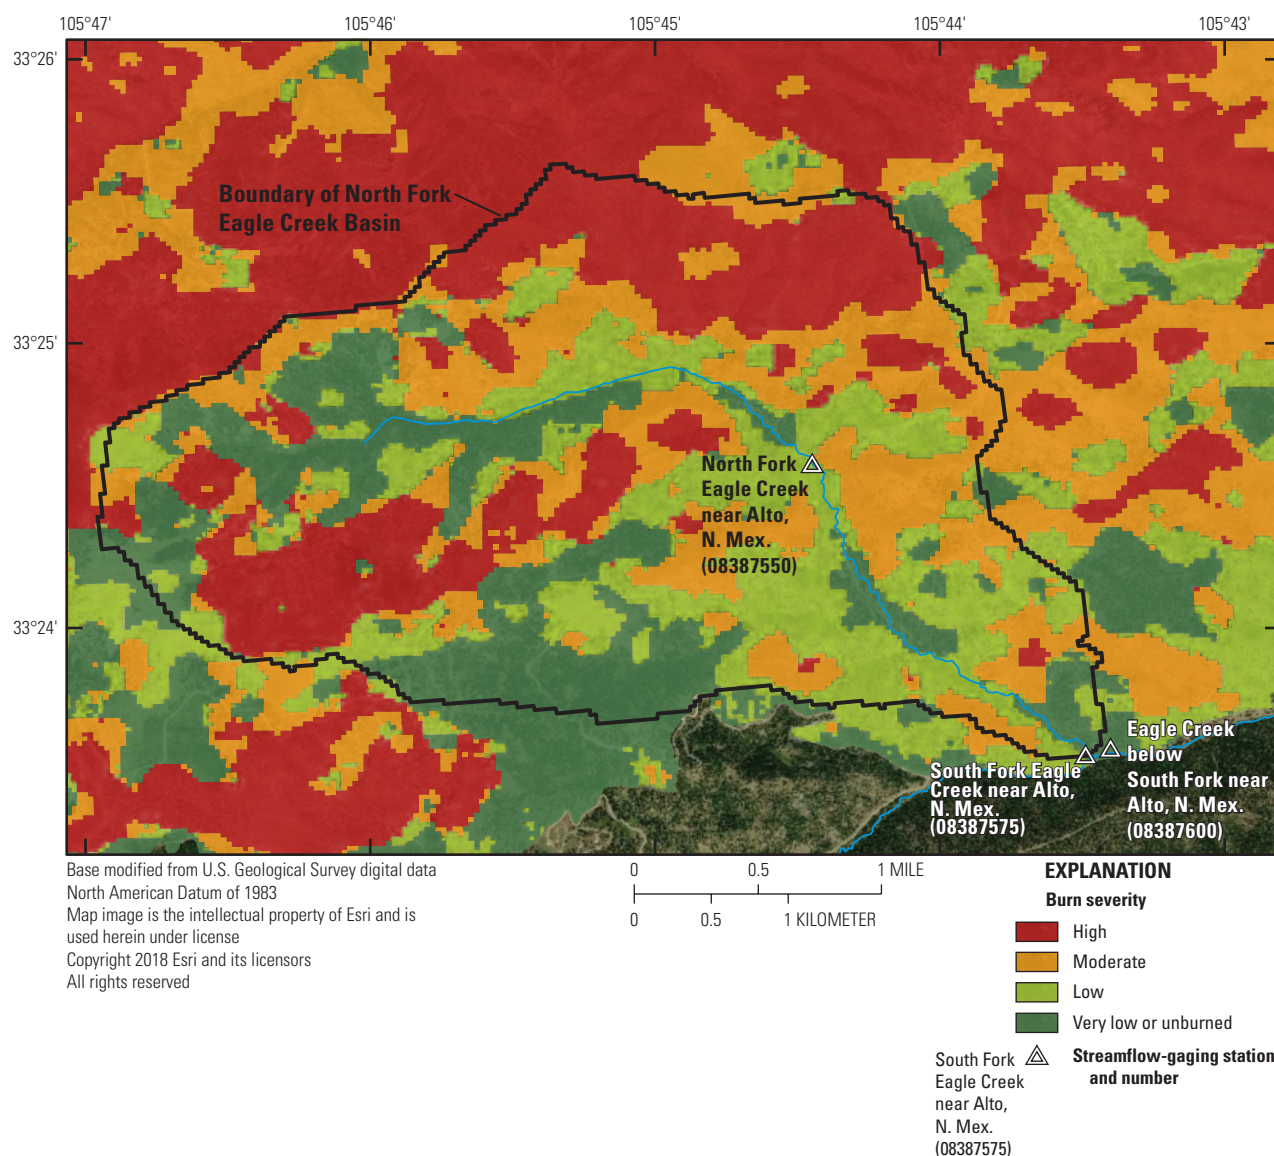 105°47'
105°46'
105°45'
105°44'
105°43'
33°26'
33°25'
33°24'
Boundary of North Fork
Eagle Creek Basin
North Fork
Eagle Creek
near Alto,
N. Mex.
(08387550)
South Fork Eagle
Creek near Alto,
N. Mex.
(08387575)
Eagle Creek
below
South Fork near
Alto, N. Mex.
(08387600)
Base modified from U.S. Geological Survey digital data
North American Datum of 1983
Map image is the intellectual property of Esri and is
used herein under license
Copyright 2018 Esri and its licensors
All rights reserved
0 0.5 1 MILE
0 0.5 1 KILOMETER
EXPLANATION
Burn severity
High
Moderate
Low
Very low or unburned
South Fork
Eagle Creek
near Alto,
N. Mex.
(08387575)
Streamflow-gaging station
and number